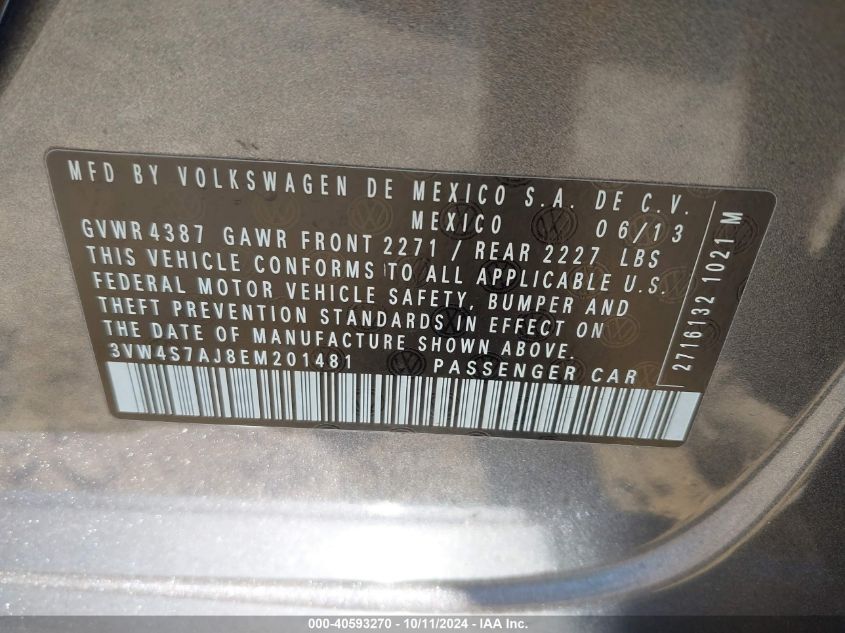 MFD BY VOLKSWAGEN DE MEXICO S.A. DE C.V.
MEXICO 06/13
GVWR 4387 GAWR FRONT 2271 / REAR 2227 LBS
THIS VEHICLE CONFORMS TO ALL APPLICABLE U.S.
FEDERAL MOTOR VEHICLE SAFETY, BUMPER AND
THEFT PREVENTION STANDARDS IN EFFECT ON
THE DATE OF MANUFACTURE SHOWN ABOVE.
3VW4S7AJ8EM201481 PASSENGER CAR
2716132 1021 M
000-40593270 - 10/11/2024 - IAA Inc.